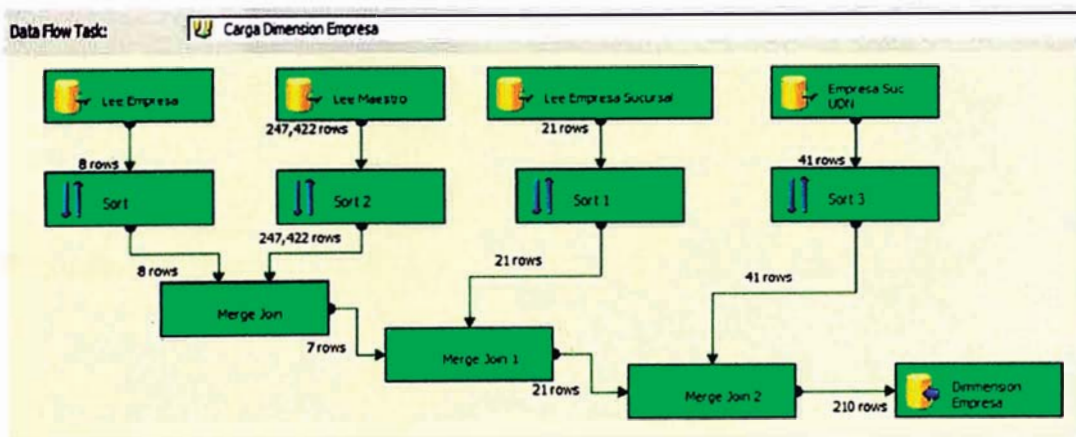 Data Flow Task:
Carga Dimension Empresa
Lee Empresa
Lee Maestro
Lee Empresa Sucursal
Empresa Suc
UDN
8 rows
247,422 rows
21 rows
41 rows
Sort
Sort 2
Sort 1
Sort 3
8 rows
247,422 rows
21 rows
41 rows
Merge Join
7 rows
Merge Join 1
21 rows
Merge Join 2
210 rows
Dimmension
Empresa